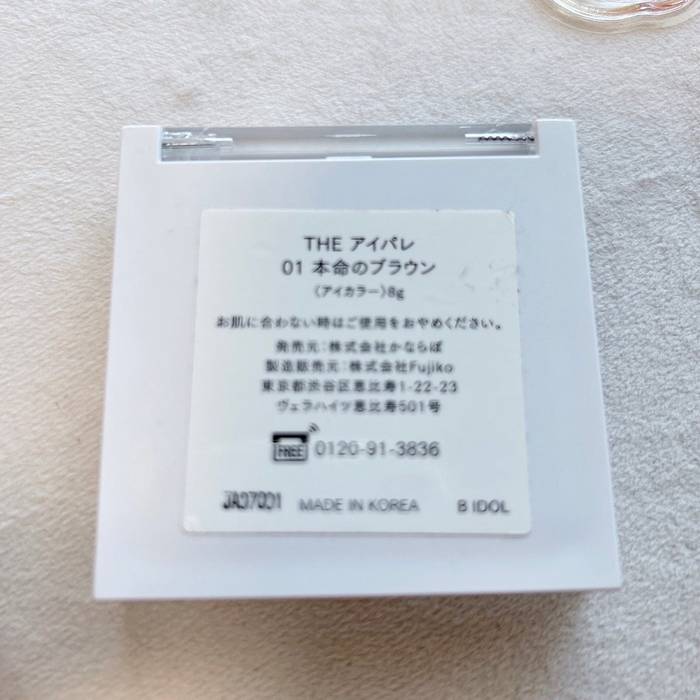 THE アイパレ
01 本命のブラウン
〈アイカラー〉8g
お肌に合わない時はご使用をおやめください。
発売元:株式会社かならぼ
製造販売元:株式会社Fujiko
東京都渋谷区恵比寿1-22-23
ヴェラハイツ恵比寿501号
FREE 0120-91-3836
JA07001 MADE IN KOREA B IDOL